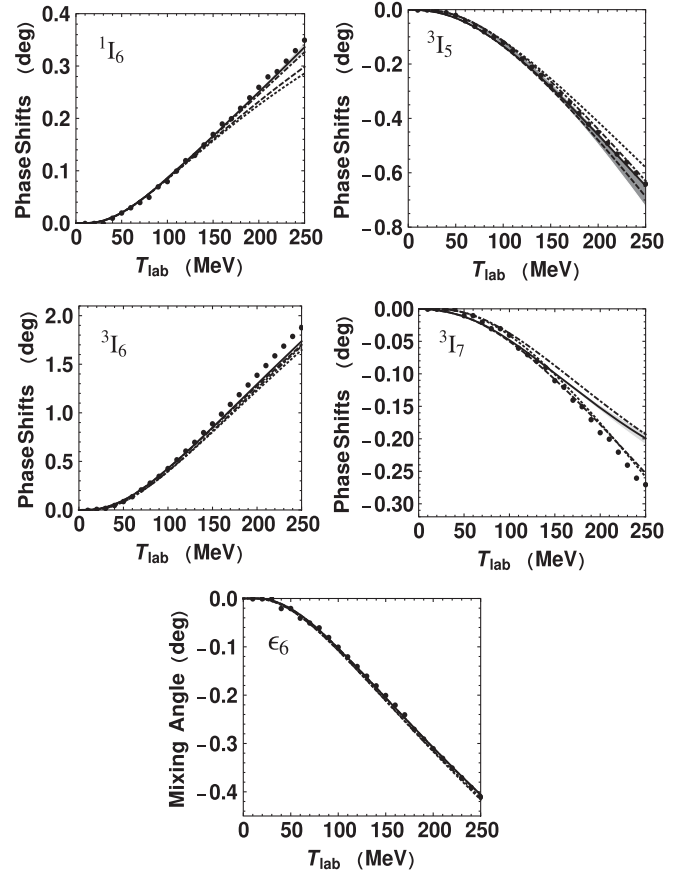 0.4
0.3
0.2
0.1
0.0
Phase Shifts (deg)
¹I₆
0 50 100 150 200 250
T_lab (MeV)
0.0
−0.2
−0.4
−0.6
−0.8
Phase Shifts (deg)
³I₅
0 50 100 150 200 250
T_lab (MeV)
2.0
1.5
1.0
0.5
0.0
Phase Shifts (deg)
³I₆
0 50 100 150 200 250
T_lab (MeV)
0.00
−0.05
−0.10
−0.15
−0.20
−0.25
−0.30
Phase Shifts (deg)
³I₇
0 50 100 150 200 250
T_lab (MeV)
0.0
−0.1
−0.2
−0.3
−0.4
Mixing Angle (deg)
ϵ₆
0 50 100 150 200 250
T_lab (MeV)